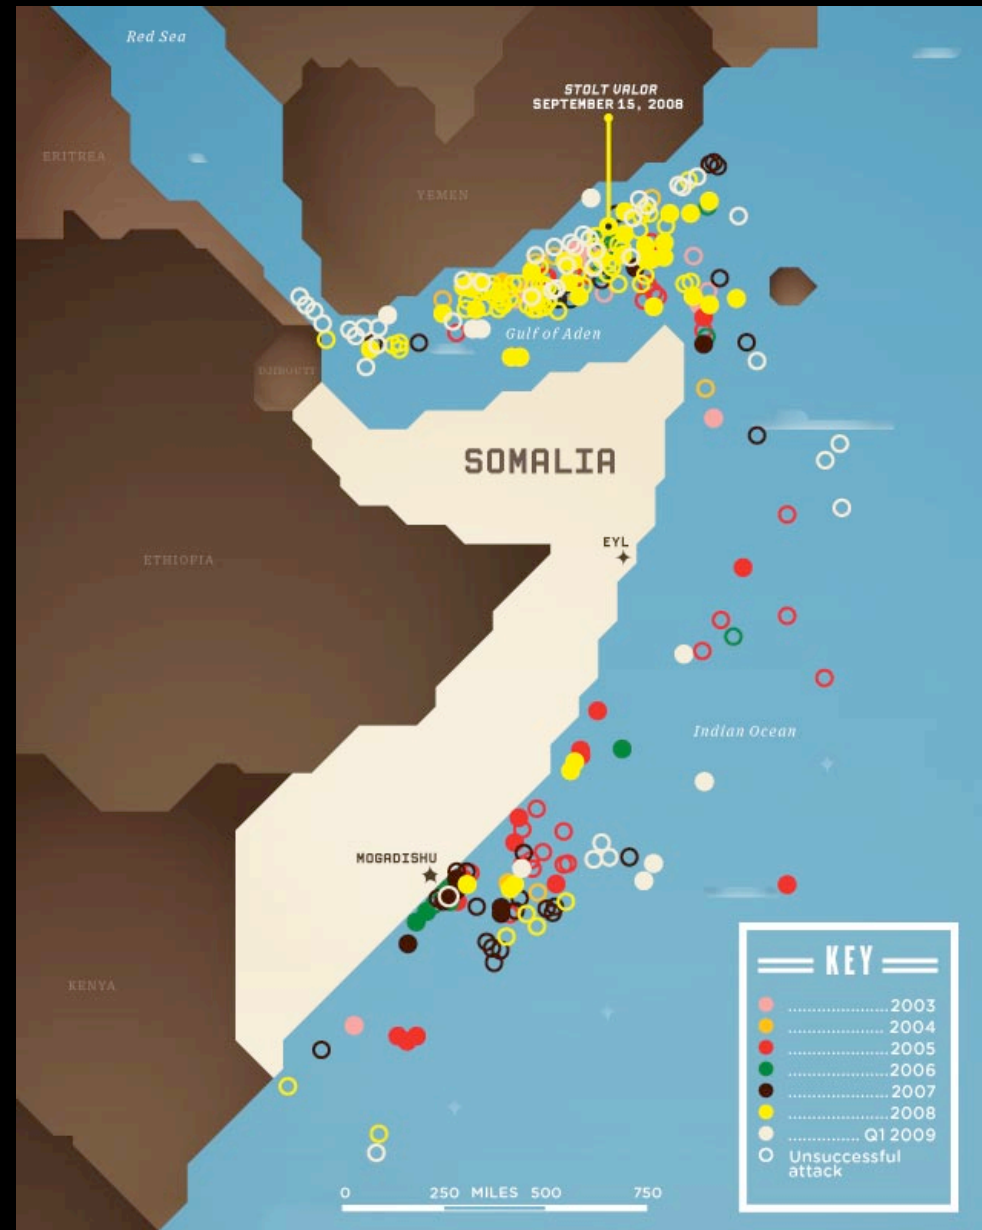 Red Sea
STOLT VALOR
SEPTEMBER 15, 2008
ERITREA
YEMEN
Gulf of Aden
DJIBOUTI
SOMALIA
EYL
ETHIOPIA
Indian Ocean
MOGADISHU
KENYA
KEY
....................2003
................... 2004
....................2005
....................2006
....................2007
....................2008
.............. Q1 2009
Unsuccessful
attack
0 250 MILES 500 750